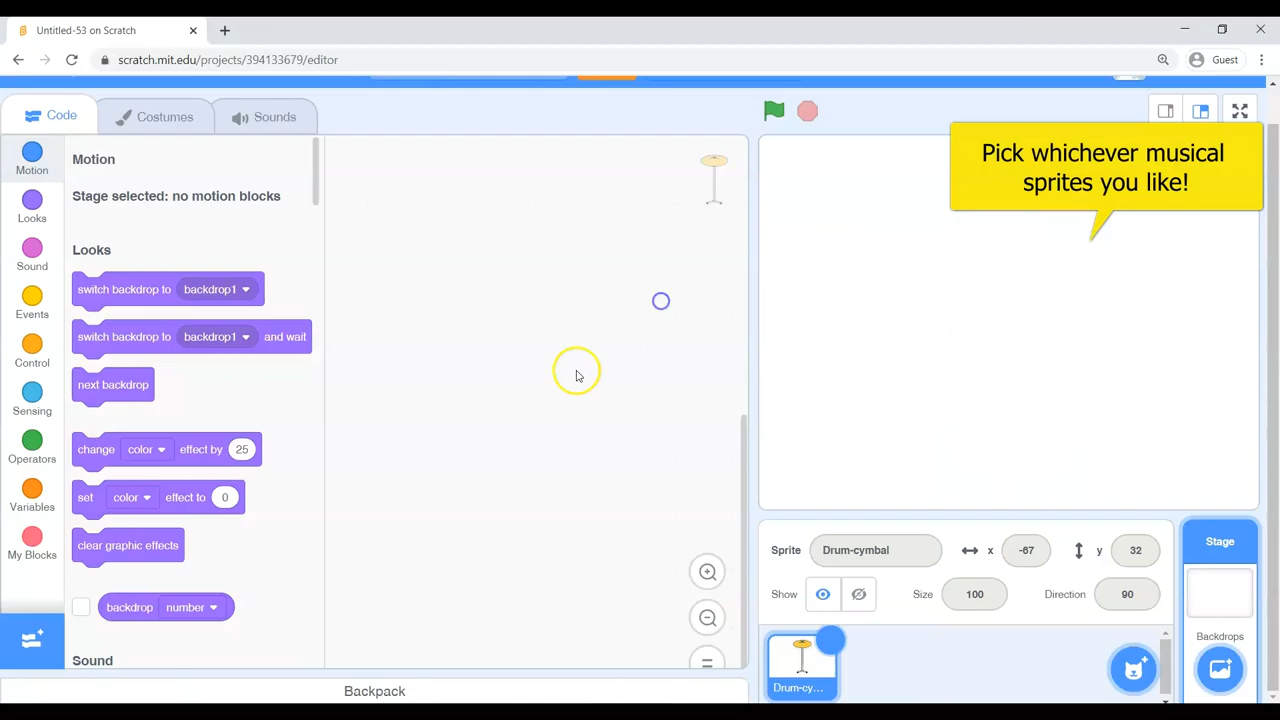 Untitled-53 on Scratch
scratch.mit.edu/projects/394133679/editor
Guest
Code
Costumes
Sounds
Motion
Looks
Sound
Events
Control
Sensing
Operators
Variables
My Blocks
Motion
Stage selected: no motion blocks
Looks
switch backdrop to backdrop1
switch backdrop to backdrop1 and wait
next backdrop
change color effect by 25
set color effect to 0
clear graphic effects
backdrop number
Sound
Backpack
Pick whichever musical
sprites you like!
Sprite Drum-cymbal x -67 y 32
Show Size 100 Direction 90
Drum-cy...
Stage
Backdrops